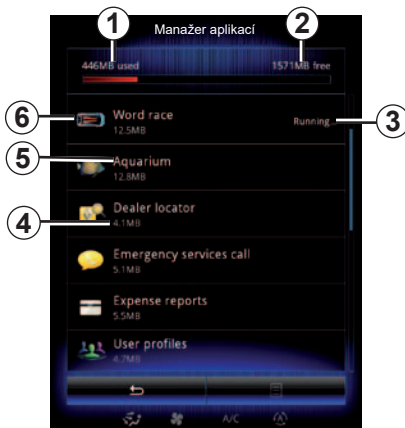 1 2
Manažer aplikací
446MB used 1571MB free
6 Word race Running... 3
12.5MB
5 Aquarium
12.8MB
Dealer locator
4 4.1MB
Emergency services call
5.1MB
Expense reports
5.5MB
User profiles
4.7MB
A/C